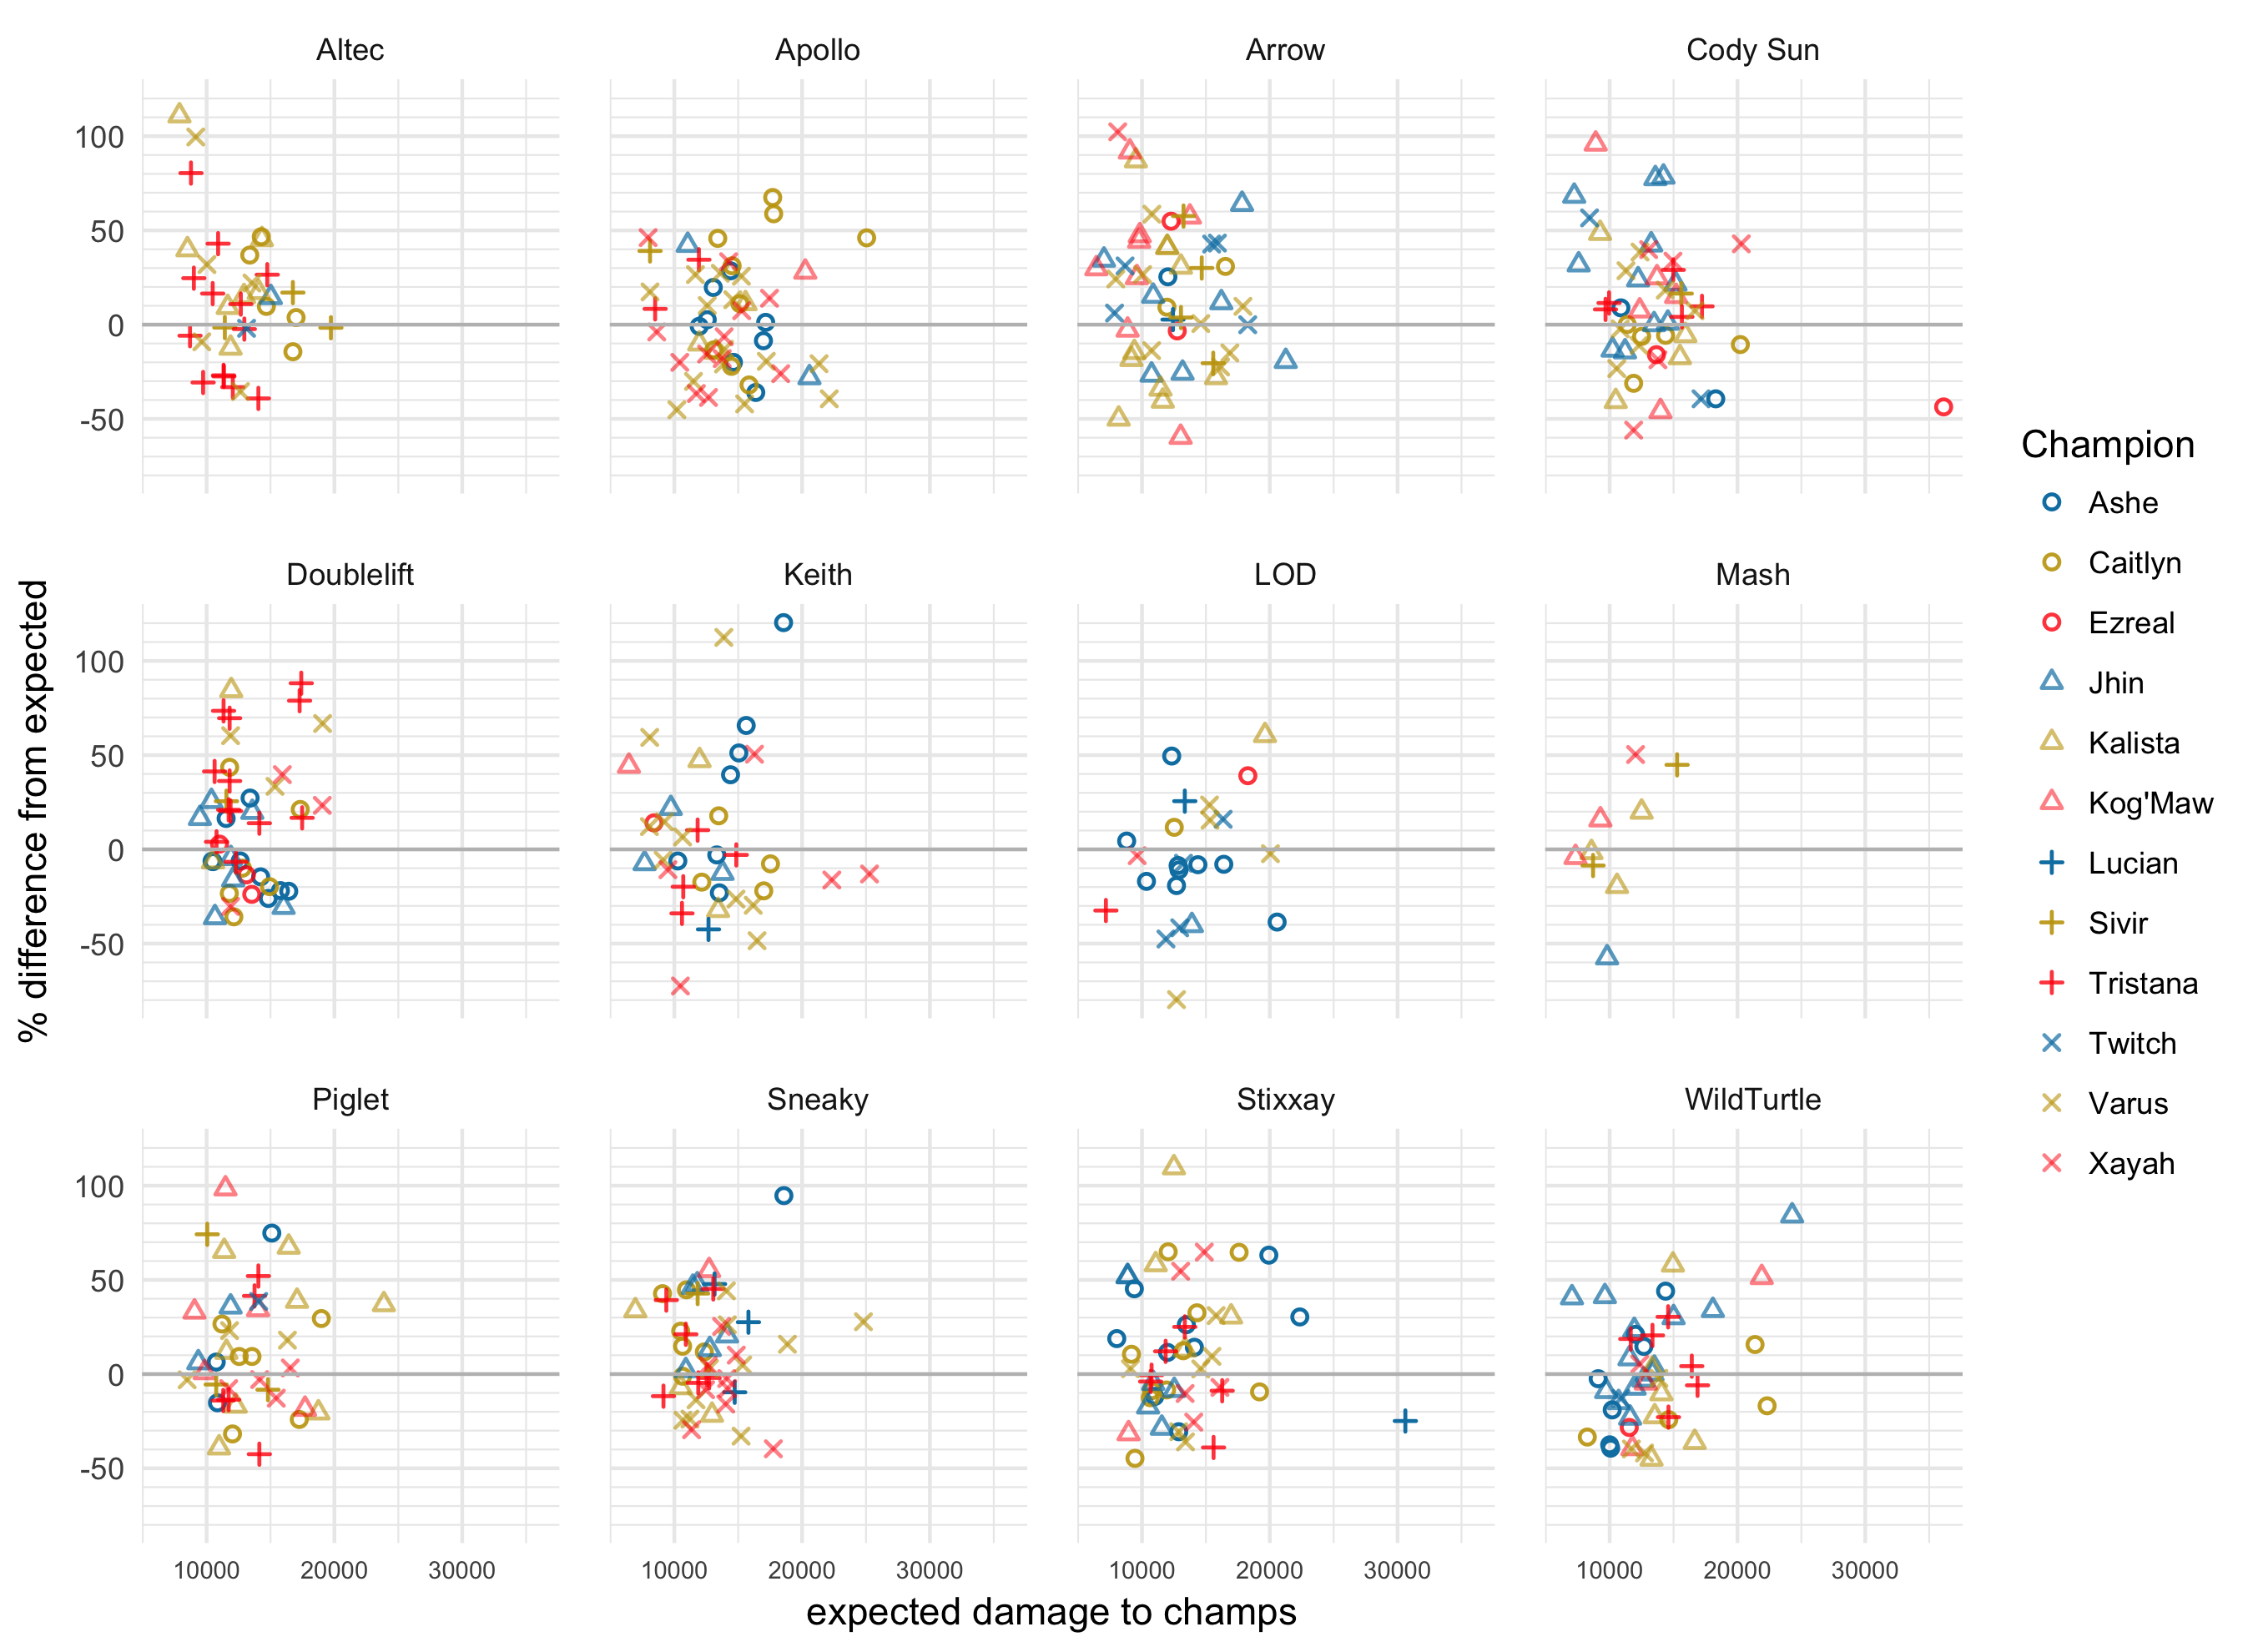 Altec Apollo Arrow Cody Sun
100
50
0
-50
Doublelift Keith LOD Mash
100
50
0
-50
Piglet Sneaky Stixxay WildTurtle
100
50
0
-50
10000 20000 30000 10000 20000 30000 10000 20000 30000 10000 20000 30000
expected damage to champs
% difference from expected
Champion
Ashe
Caitlyn
Ezreal
Jhin
Kalista
Kog'Maw
Lucian
Sivir
Tristana
Twitch
Varus
Xayah